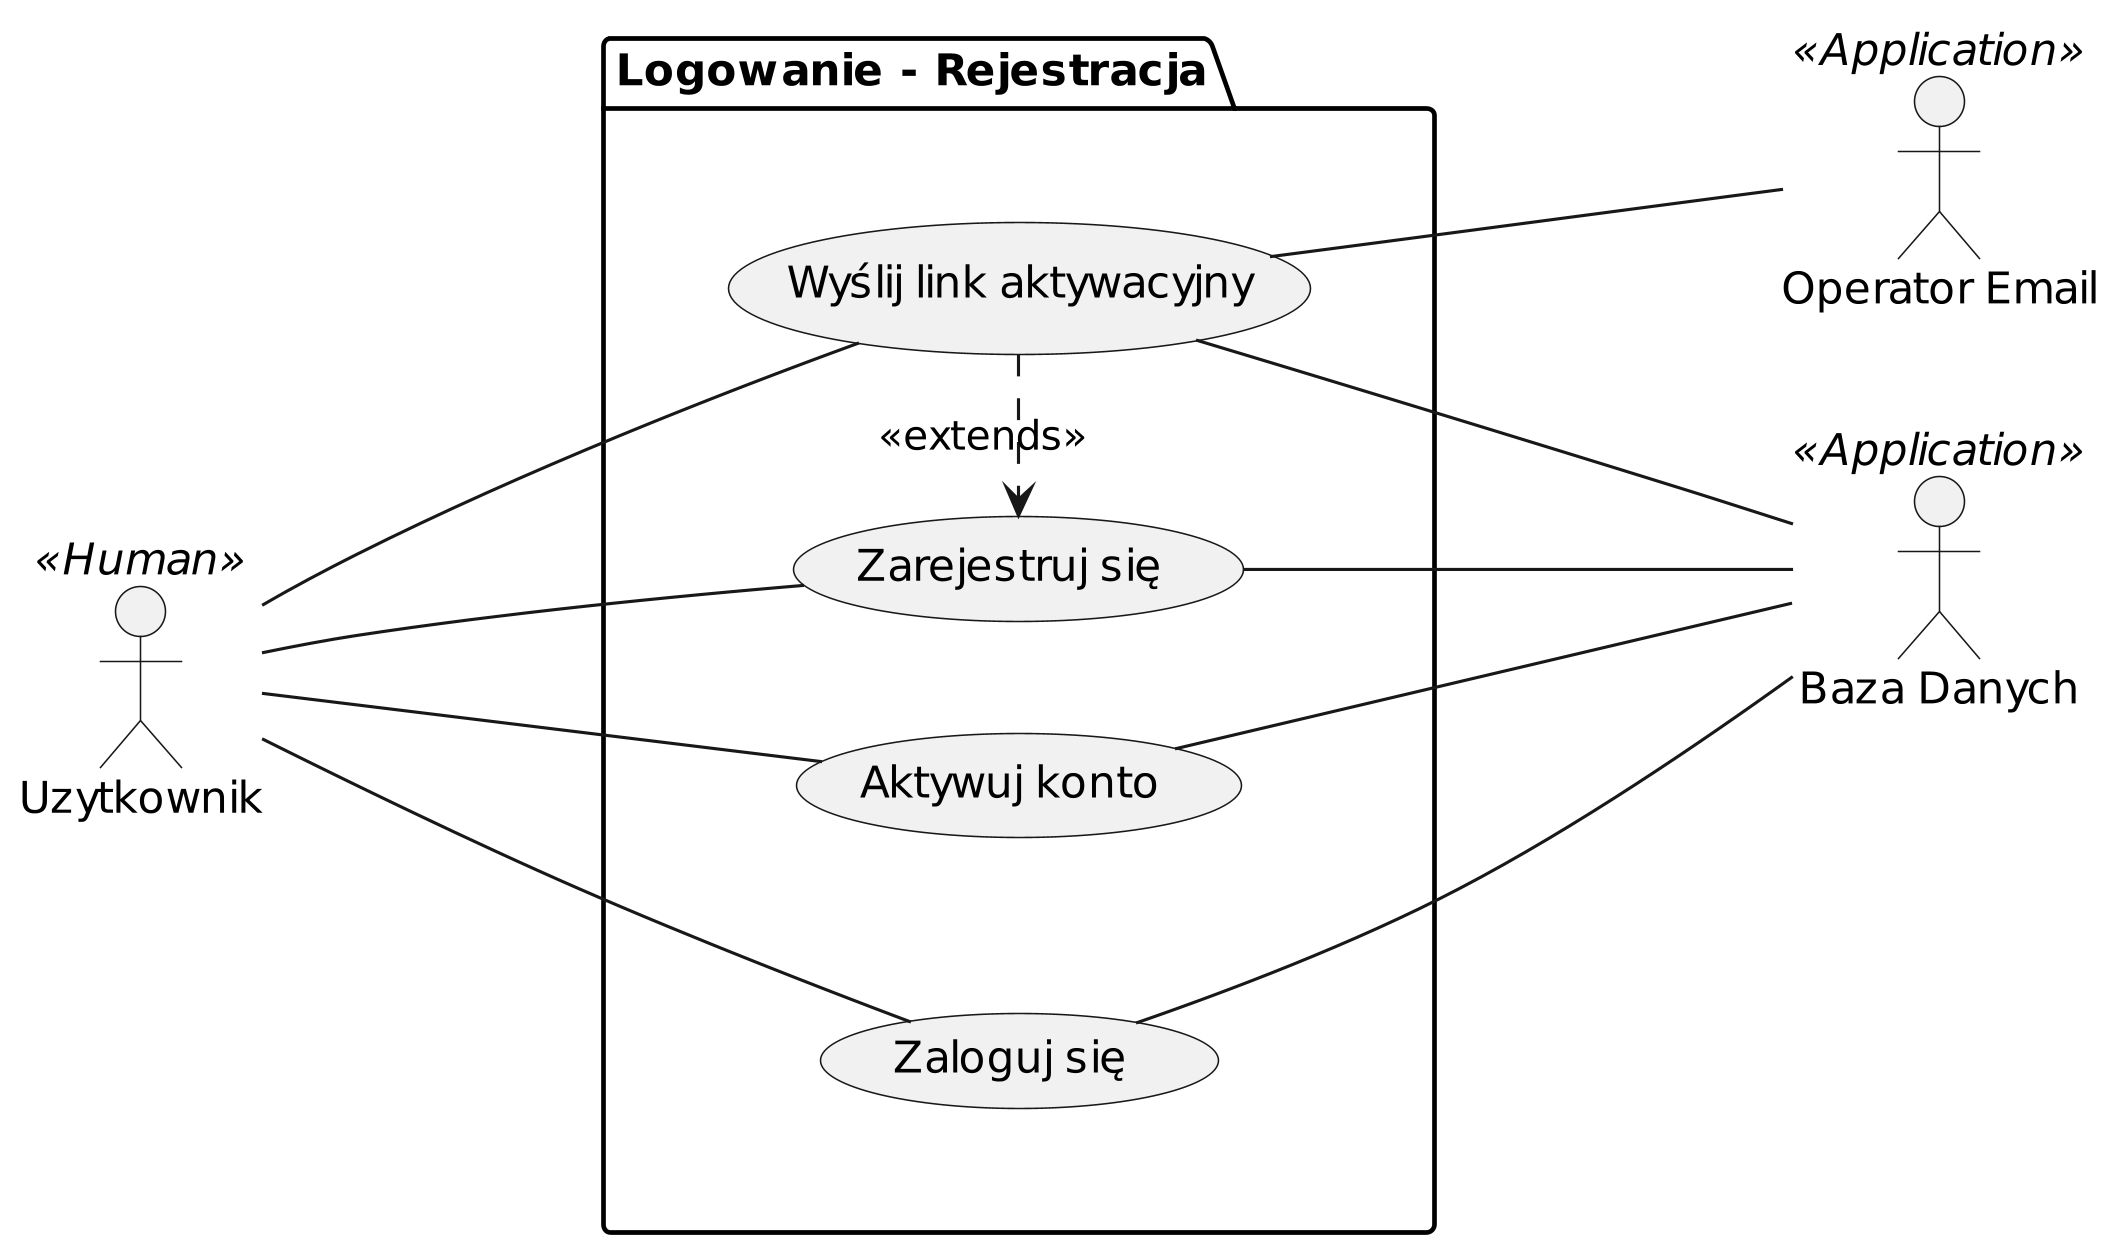 Logowanie - Rejestracja
«Application»
Operator Email
Wyślij link aktywacyjny
«extends»
«Application»
Baza Danych
Zarejestruj się
«Human»
Uzytkownik
Aktywuj konto
Zaloguj się